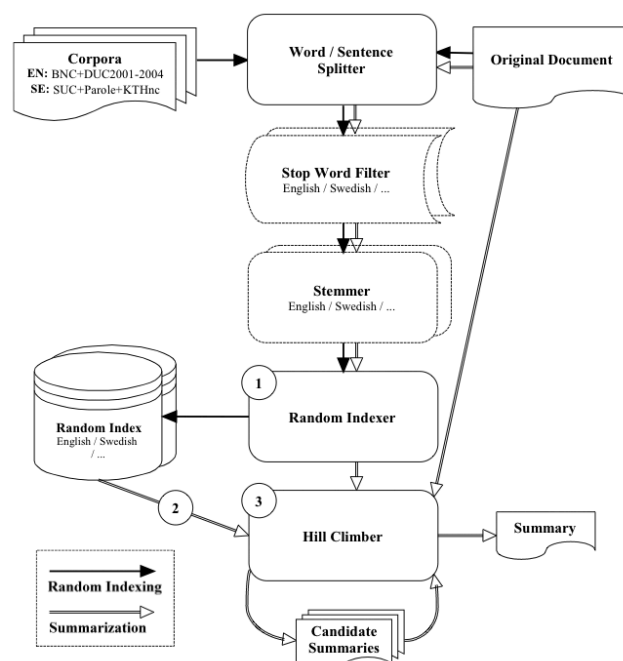 Corpora
EN: BNC+DUC2001-2004
SE: SUC+Parole+KTHnc
Word / Sentence
Splitter
Original Document
Stop Word Filter
English / Swedish / ...
Stemmer
English / Swedish / ...
1
Random Indexer
Random Index
English / Swedish
/ ...
2
3
Hill Climber
Summary
Random Indexing
Summarization
Candidate
Summaries